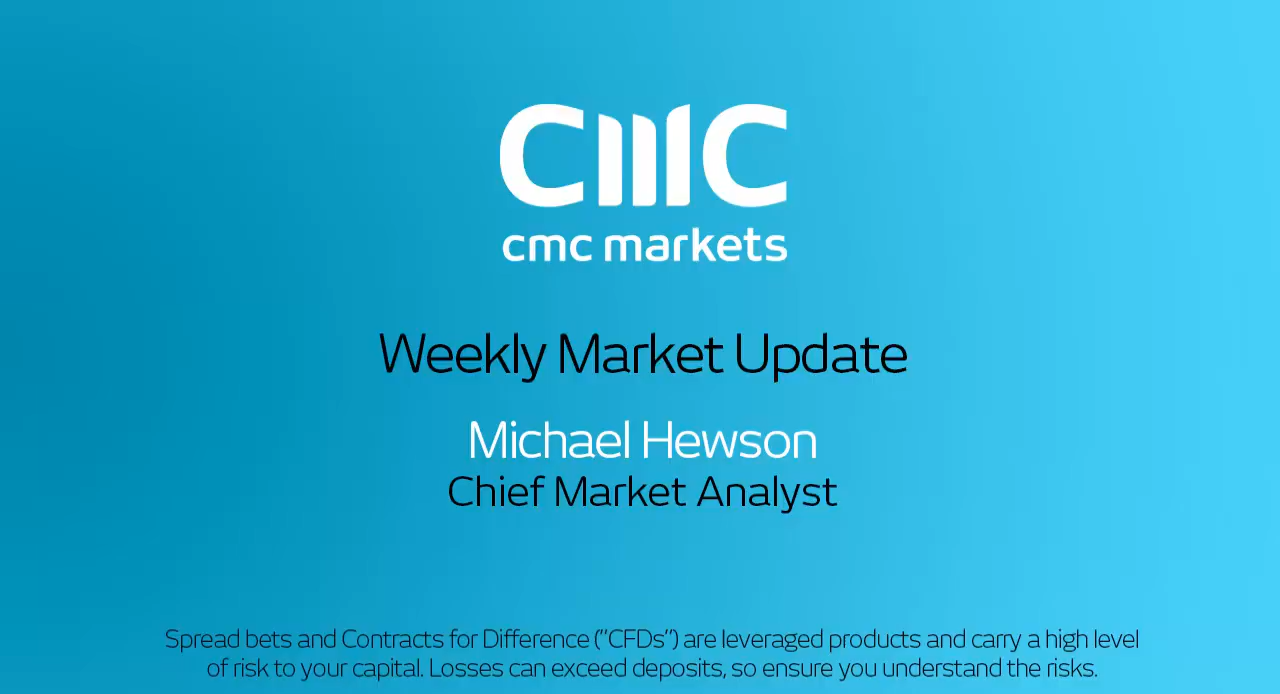 CMC
cmc markets
Weekly Market Update
Michael Hewson
Chief Market Analyst
Spread bets and Contracts for Difference ("CFDs") are leveraged products and carry a high level
of risk to your capital. Losses can exceed deposits, so ensure you understand the risks.